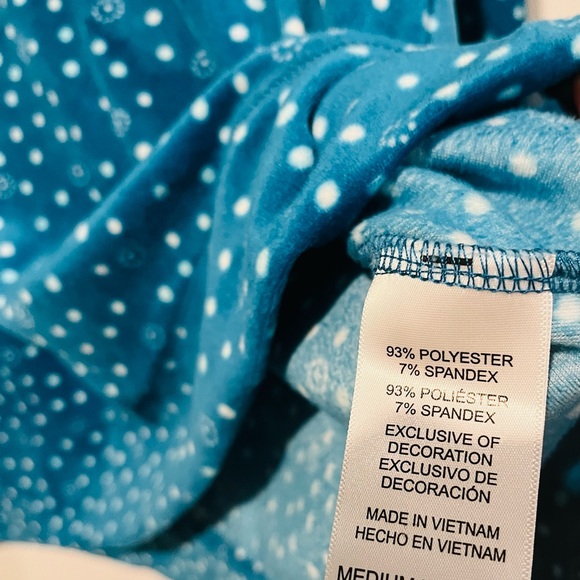 93% POLYESTER
7% SPANDEX
93% POLIÉSTER
7% SPANDEX
EXCLUSIVE OF
DECORATION
EXCLUSIVO DE
DECORACIÓN
MADE IN VIETNAM
HECHO EN VIETNAM
MEDIUM